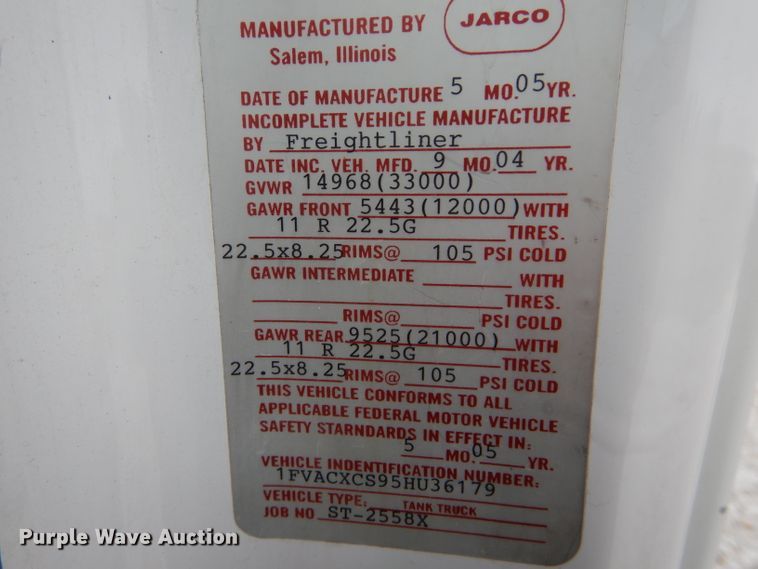 MANUFACTURED BY JARCO
Salem, Illinois
DATE OF MANUFACTURE 5 MO. 05 YR.
INCOMPLETE VEHICLE MANUFACTURE
BY Freightliner
DATE INC. VEH. MFD. 9 MO. 04 YR.
GVWR 14968(33000)
GAWR FRONT 5443(12000) WITH
11 R 22.5G TIRES.
22.5x8.25 RIMS@ 105 PSI COLD
GAWR INTERMEDIATE WITH
TIRES.
RIMS@ PSI COLD
GAWR REAR 9525(21000) WITH
11 R 22.5G TIRES.
22.5x8.25 RIMS@ 105 PSI COLD
THIS VEHICLE CONFORMS TO ALL
APPLICABLE FEDERAL MOTOR VEHICLE
SAFETY STARNDARDS IN EFFECT IN:
5 MO. 05 YR.
VEHICLE INDENTIFICATION NUMBER:
1FVACXCS95HU36179
VEHICLE TYPE: TANK TRUCK
JOB NO ST-2558X
Purple Wave Auction